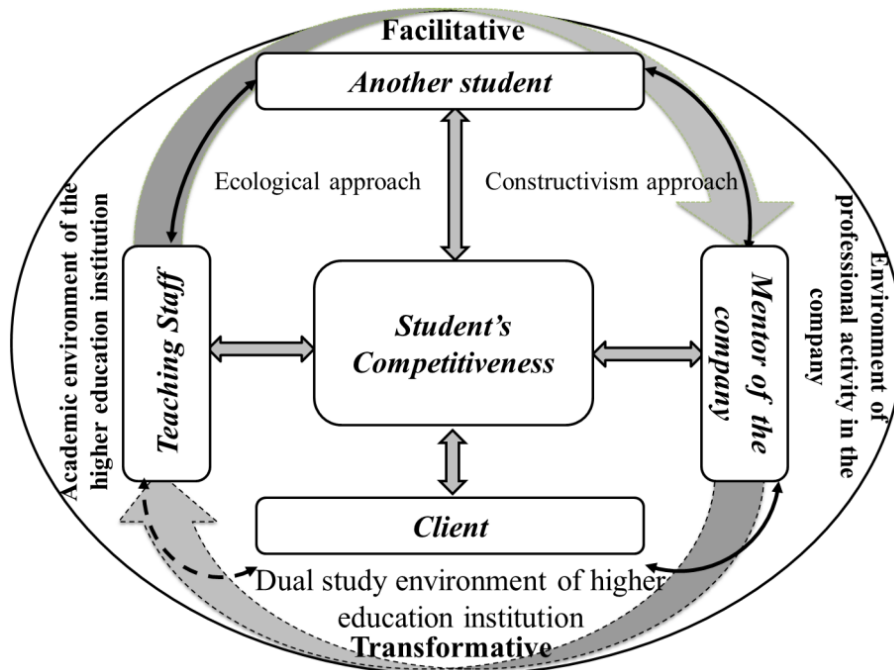 Facilitative
Another student
Ecological approach
Constructivism approach
Academic environment of the
higher education institution
Teaching Staff
Student’s
Competitiveness
Mentor of the
company
Environment of
professional activity in the
company
Client
Dual study environment of higher
education institution
Transformative